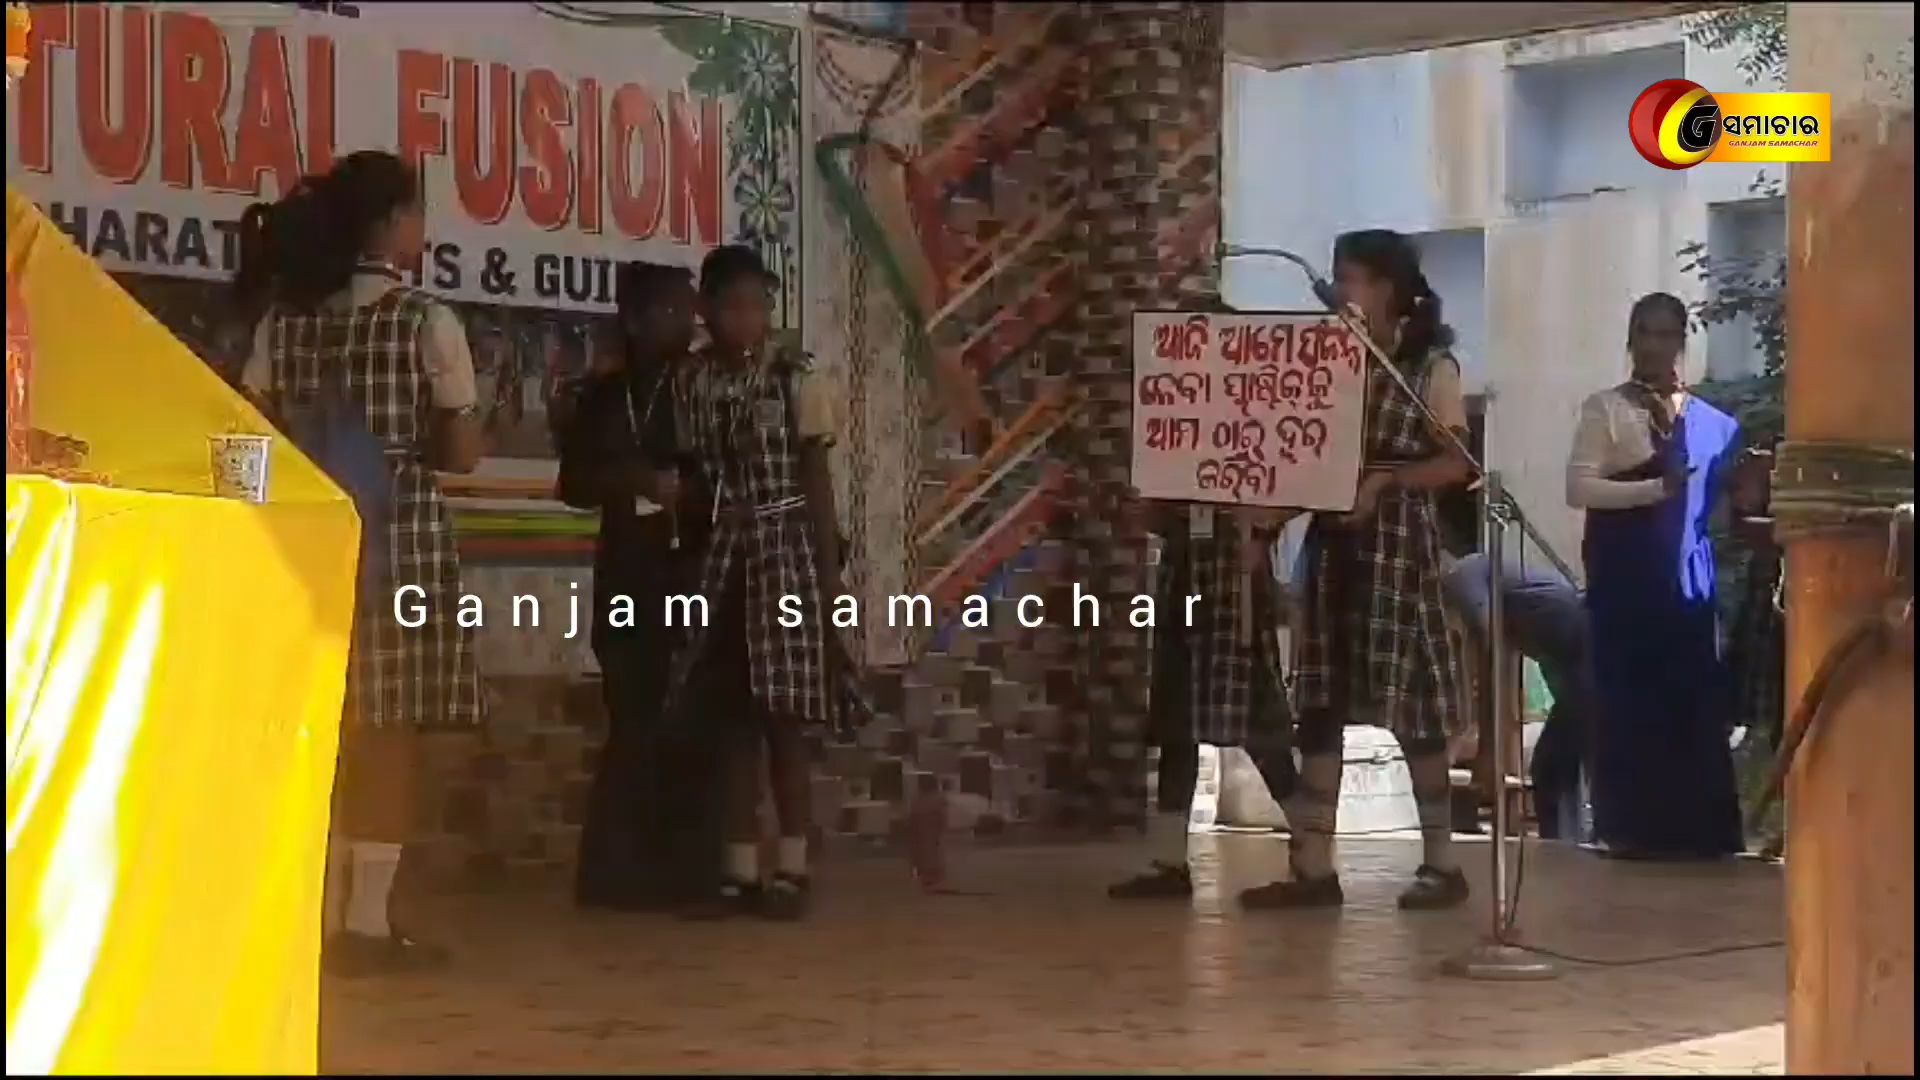 TURAL FUSION
HARAT
TS & GUI
G ସମାଚାର
GANJAM SAMACHAR
ଆଜି ଆମେ
ନେବା ପ୍ଲାଷ୍ଟିକ୍‌କୁ
ଆମ ଠାରୁ ଦୂର
କରିବା
Ganjam samachar